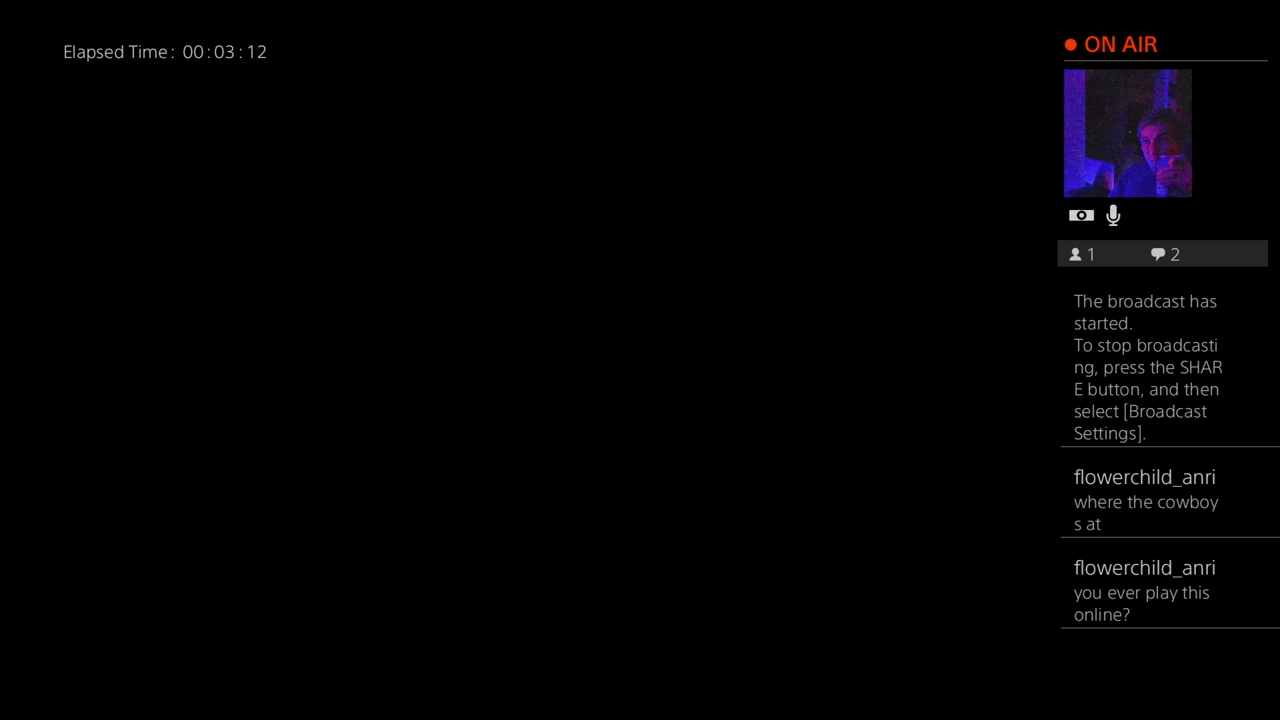 Elapsed Time: 00:03:12
ON AIR
1 2
The broadcast has
started.
To stop broadcasti
ng, press the SHAR
E button, and then
select [Broadcast
Settings].
flowerchild_anri
where the cowboy
s at
flowerchild_anri
you ever play this
online?